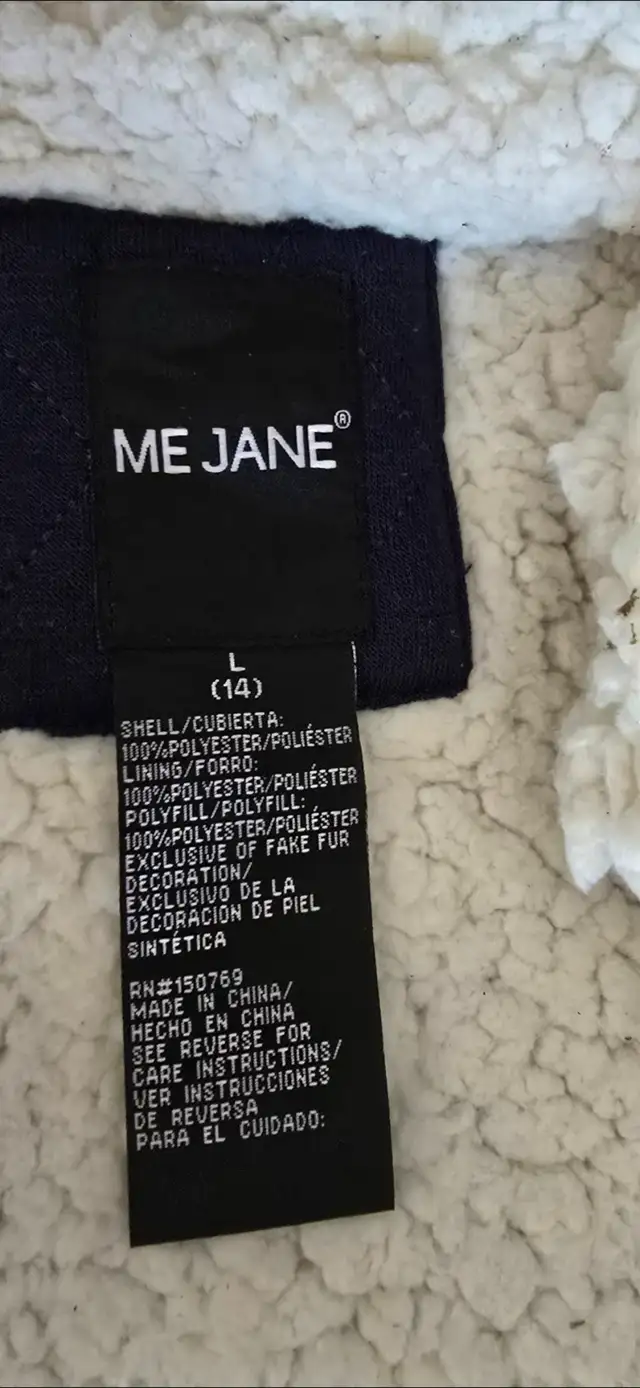 ME JANE®
L
(14)
SHELL/CUBIERTA:
100%POLYESTER/POLIÉSTER
LINING/FORRO:
100%POLYESTER/POLIÉSTER
POLYFILL/POLYFILL:
100%POLYESTER/POLIÉSTER
EXCLUSIVE OF FAKE FUR
DECORATION/
EXCLUSIVO DE LA
DECORACIÓN DE PIEL
SINTÉTICA
RN#150769
MADE IN CHINA/
HECHO EN CHINA
SEE REVERSE FOR
CARE INSTRUCTIONS/
VER INSTRUCCIONES
DE REVERSA
PARA EL CUIDADO: